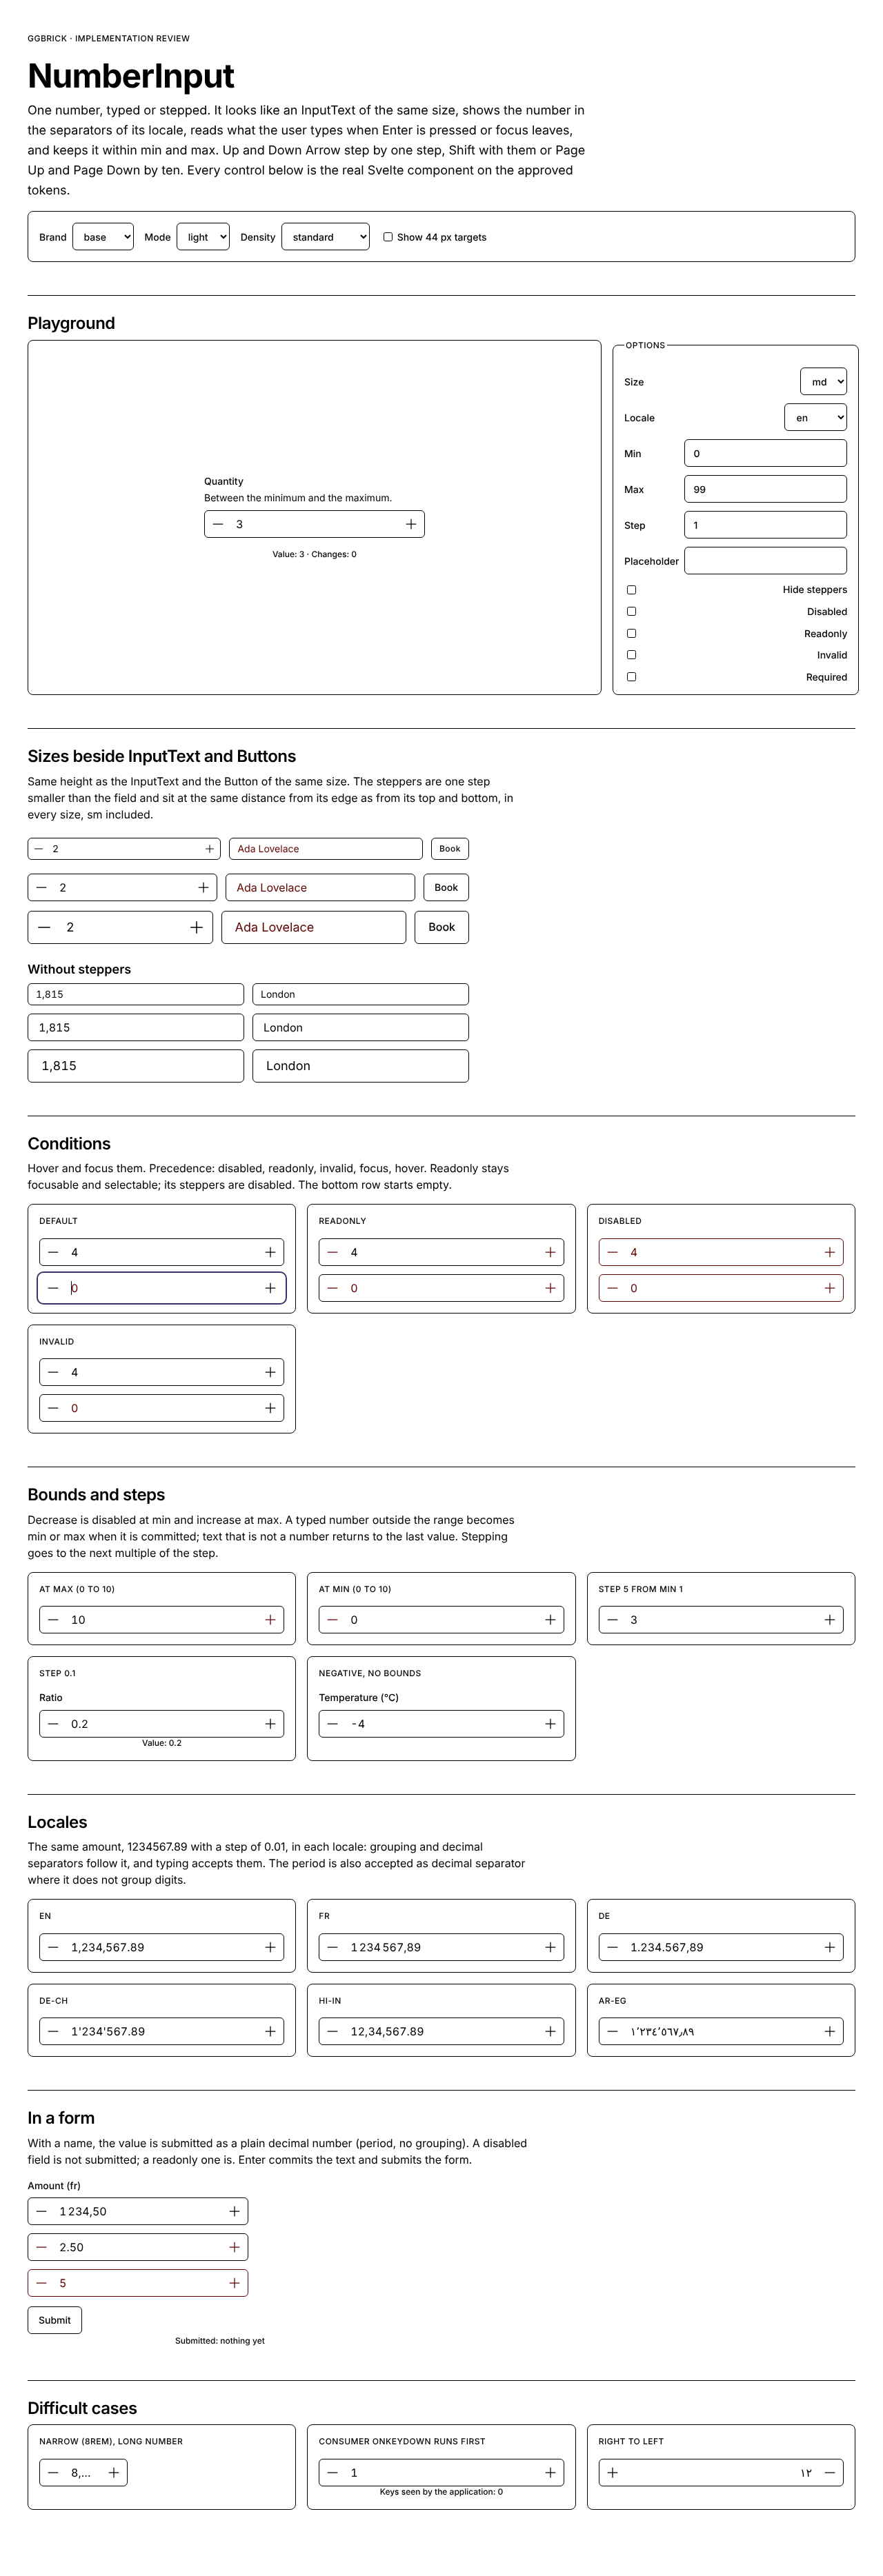 GGBRICK · IMPLEMENTATION REVIEW
NumberInput
One number, typed or stepped. It looks like an InputText of the same size, shows the number in
the separators of its locale, reads what the user types when Enter is pressed or focus leaves,
and keeps it within min and max. Up and Down Arrow step by one step, Shift with them or Page
Up and Page Down by ten. Every control below is the real Svelte component on the approved
tokens.
Brand base Mode light Density standard Show 44 px targets
Playground
Quantity
Between the minimum and the maximum.
3
Value: 3 · Changes: 0
OPTIONS
Size md
Locale en
Min 0
Max 99
Step 1
Placeholder
Hide steppers
Disabled
Readonly
Invalid
Required
Sizes beside InputText and Buttons
Same height as the InputText and the Button of the same size. The steppers are one step
smaller than the field and sit at the same distance from its edge as from its top and bottom, in
every size, sm included.
— 2 + Ada Lovelace Book
— 2 + Ada Lovelace Book
— 2 + Ada Lovelace Book
Without steppers
1,815 London
1,815 London
1,815 London
Conditions
Hover and focus them. Precedence: disabled, readonly, invalid, focus, hover. Readonly stays
focusable and selectable; its steppers are disabled. The bottom row starts empty.
DEFAULT
— 4 +
— 0 +
READONLY
— 4 +
— 0 +
DISABLED
— 4 +
— 0 +
INVALID
— 4 +
— 0 +
Bounds and steps
Decrease is disabled at min and increase at max. A typed number outside the range becomes
min or max when it is committed; text that is not a number returns to the last value. Stepping
goes to the next multiple of the step.
AT MAX (0 TO 10)
— 10 +
AT MIN (0 TO 10)
— 0 +
STEP 5 FROM MIN 1
— 3 +
STEP 0.1
Ratio
— 0.2 +
Value: 0.2
NEGATIVE, NO BOUNDS
Temperature (°C)
— -4 +
Locales
The same amount, 1234567.89 with a step of 0.01, in each locale: grouping and decimal
separators follow it, and typing accepts them. The period is also accepted as decimal separator
where it does not group digits.
EN
— 1,234,567.89 +
FR
— 1 234 567,89 +
DE
— 1.234.567,89 +
DE-CH
— 1'234'567.89 +
HI-IN
— 12,34,567.89 +
AR-EG
— ١٬٢٣٤٬٥٦٧٫٨٩ +
In a form
With a name, the value is submitted as a plain decimal number (period, no grouping). A disabled
field is not submitted; a readonly one is. Enter commits the text and submits the form.
Amount (fr)
— 1 234,50 +
— 2.50 +
— 5 +
Submit
Submitted: nothing yet
Difficult cases
NARROW (8REM), LONG NUMBER
— 8,... +
CONSUMER ONKEYDOWN RUNS FIRST
— 1 +
Keys seen by the application: 0
RIGHT TO LEFT
+ ١٢ —